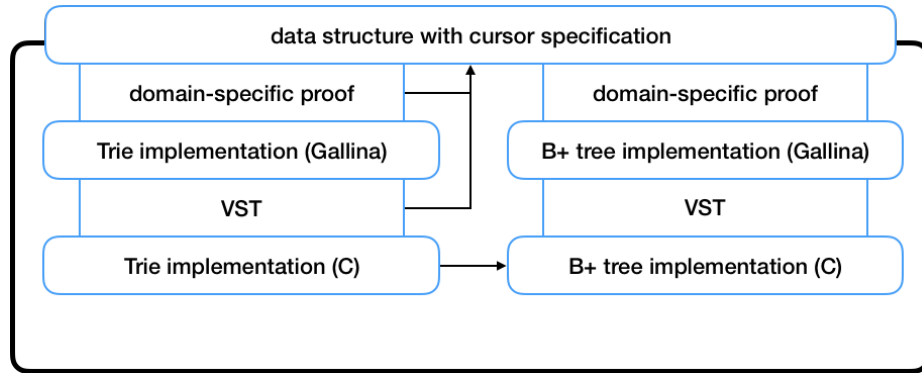 data structure with cursor specification
domain-specific proof
domain-specific proof
Trie implementation (Gallina)
B+ tree implementation (Gallina)
VST
VST
Trie implementation (C)
B+ tree implementation (C)